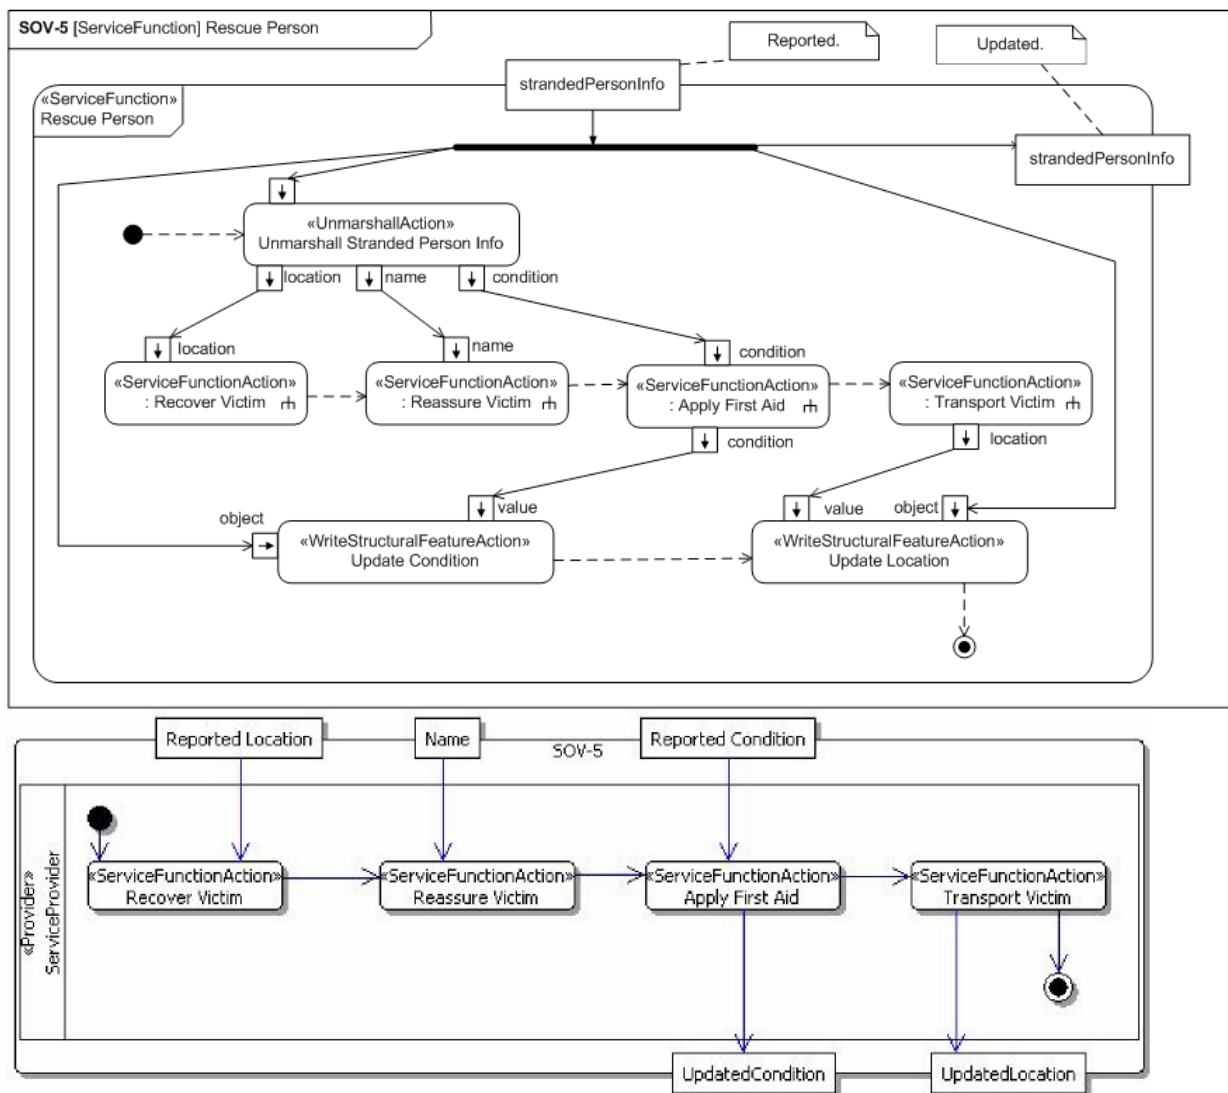 SOV-5 [ServiceFunction] Rescue Person
Reported.
Updated.
strandedPersonInfo
«ServiceFunction»
Rescue Person
strandedPersonInfo
«UnmarshallAction»
Unmarshall Stranded Person Info
location
name
condition
location
name
condition
«ServiceFunctionAction»
: Recover Victim
«ServiceFunctionAction»
: Reassure Victim
«ServiceFunctionAction»
: Apply First Aid
«ServiceFunctionAction»
: Transport Victim
condition
location
object
value
value
object
«WriteStructuralFeatureAction»
Update Condition
«WriteStructuralFeatureAction»
Update Location
Reported Location
Name
Reported Condition
SOV-5
«Provider»
ServiceProvider
«ServiceFunctionAction»
Recover Victim
«ServiceFunctionAction»
Reassure Victim
«ServiceFunctionAction»
Apply First Aid
«ServiceFunctionAction»
Transport Victim
UpdatedCondition
UpdatedLocation